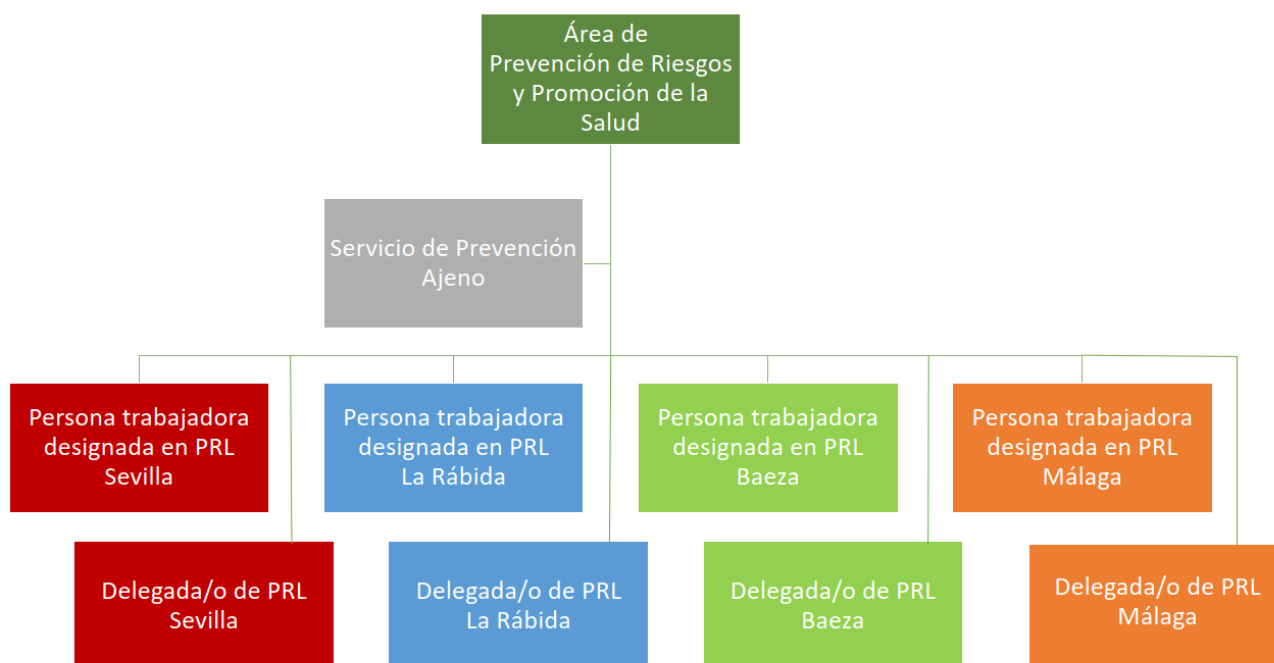 Área de
Prevención de Riesgos
y Promoción de la
Salud
Servicio de Prevención
Ajeno
Persona trabajadora
designada en PRL
Sevilla
Persona trabajadora
designada en PRL
La Rábida
Persona trabajadora
designada en PRL
Baeza
Persona trabajadora
designada en PRL
Málaga
Delegada/o de PRL
Sevilla
Delegada/o de PRL
La Rábida
Delegada/o de PRL
Baeza
Delegada/o de PRL
Málaga